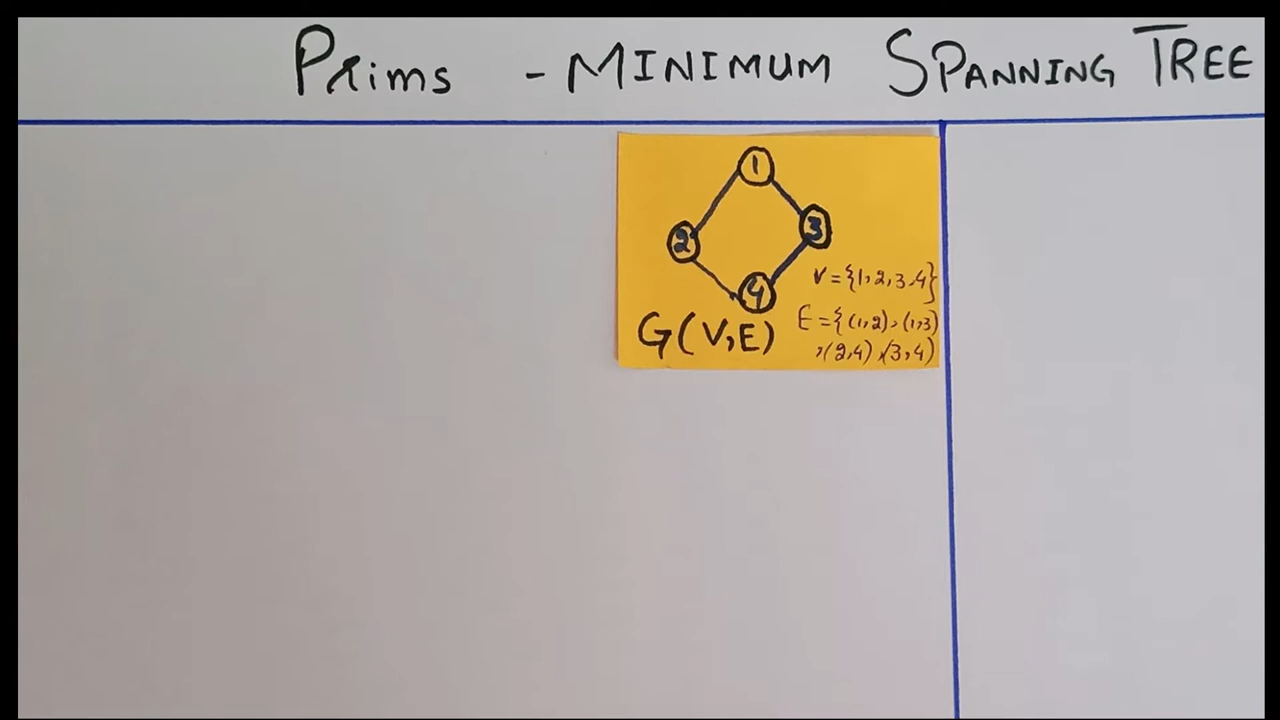 Prims - MINIMUM SPANNING TREE
1
2
3
4
V={1,2,3,4}
G(V,E)
E={(1,2),(1,3)
,(2,4),(3,4)